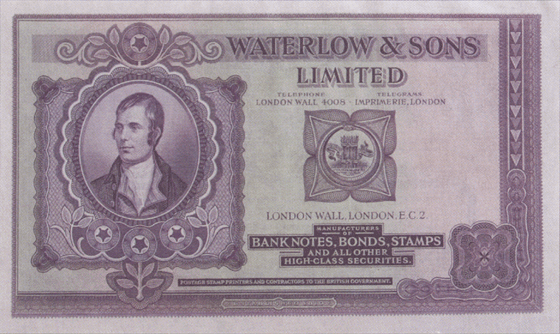 WATERLOW & SONS
LIMITED
TELEPHONE TELEGRAMS
LONDON WALL 4008 · IMPRIMERIE, LONDON
LONDON WALL, LONDON. E.C 2.
MANUFACTURERS
OF
BANK NOTES, BONDS, STAMPS
AND ALL OTHER
HIGH-CLASS SECURITIES.
POSTAGE STAMP PRINTERS AND CONTRACTORS TO THE BRITISH GOVERNMENT.